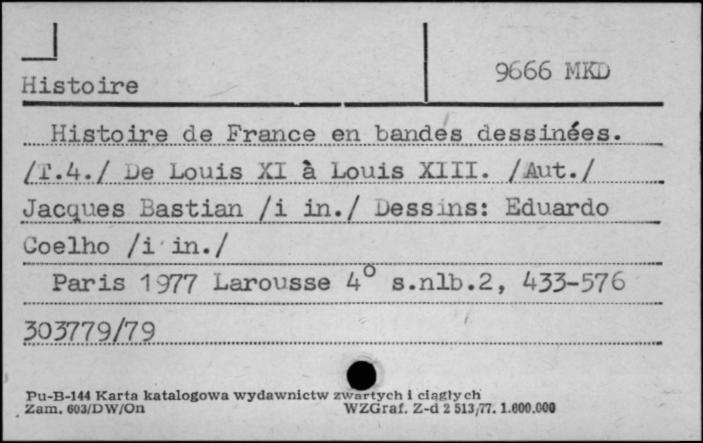 9666 MKD
Histoire
Histoire de France en bandes dessinées.
/T.4./ De Louis XI à Louis XIII. /Aut./
Jacques Bastian /i in./ Dessins: Eduardo
Coelho /i in./
Paris 1977 Larousse 4° s.nlb.2, 433-576
303779/79
Pu-B-144 Karta katalogowa wydawnictw zwartych i ciągłych
Zam. 603/DW/On WZGraf. Z-d 2 513/77. 1.600.000